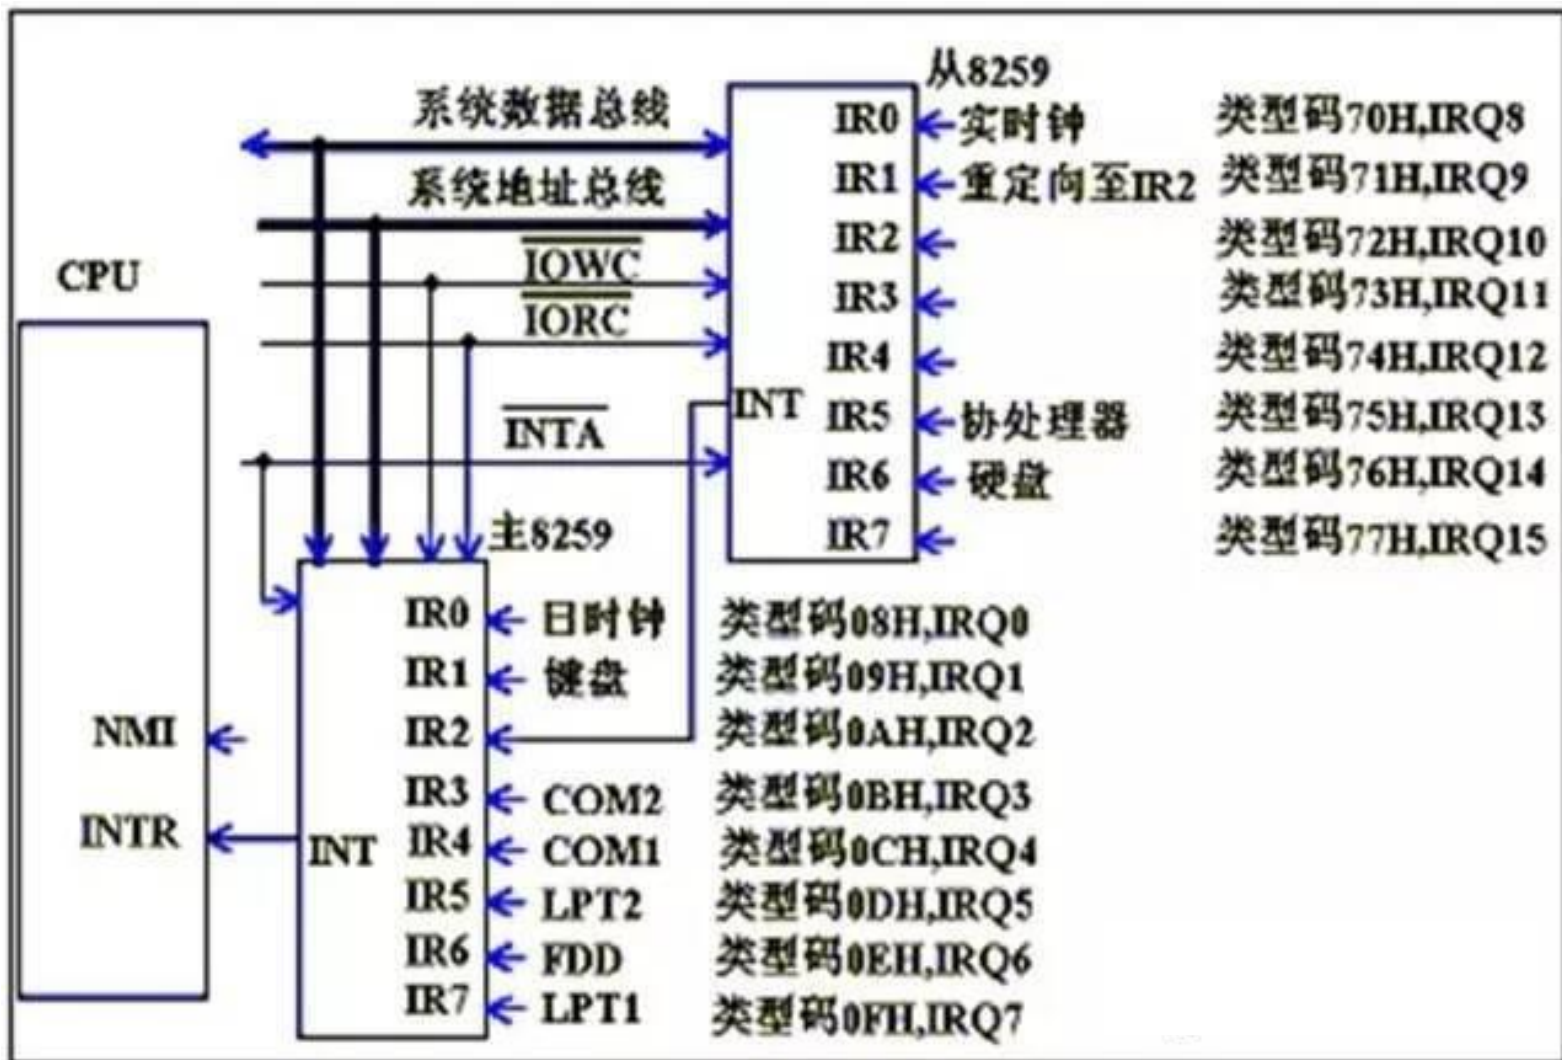 从8259
系统数据总线
IR0 实时钟 类型码70H,IRQ8
IR1 重定向至IR2 类型码71H,IRQ9
系统地址总线
IR2 类型码72H,IRQ10
IOWC
CPU
IR3 类型码73H,IRQ11
IORC
IR4 类型码74H,IRQ12
INT
INTA
IR5 协处理器 类型码75H,IRQ13
IR6 硬盘 类型码76H,IRQ14
主8259
IR7 类型码77H,IRQ15
IR0 日时钟 类型码08H,IRQ0
IR1 键盘 类型码09H,IRQ1
NMI
IR2 类型码0AH,IRQ2
IR3 COM2 类型码0BH,IRQ3
INTR
INT
IR4 COM1 类型码0CH,IRQ4
IR5 LPT2 类型码0DH,IRQ5
IR6 FDD 类型码0EH,IRQ6
IR7 LPT1 类型码0FH,IRQ7